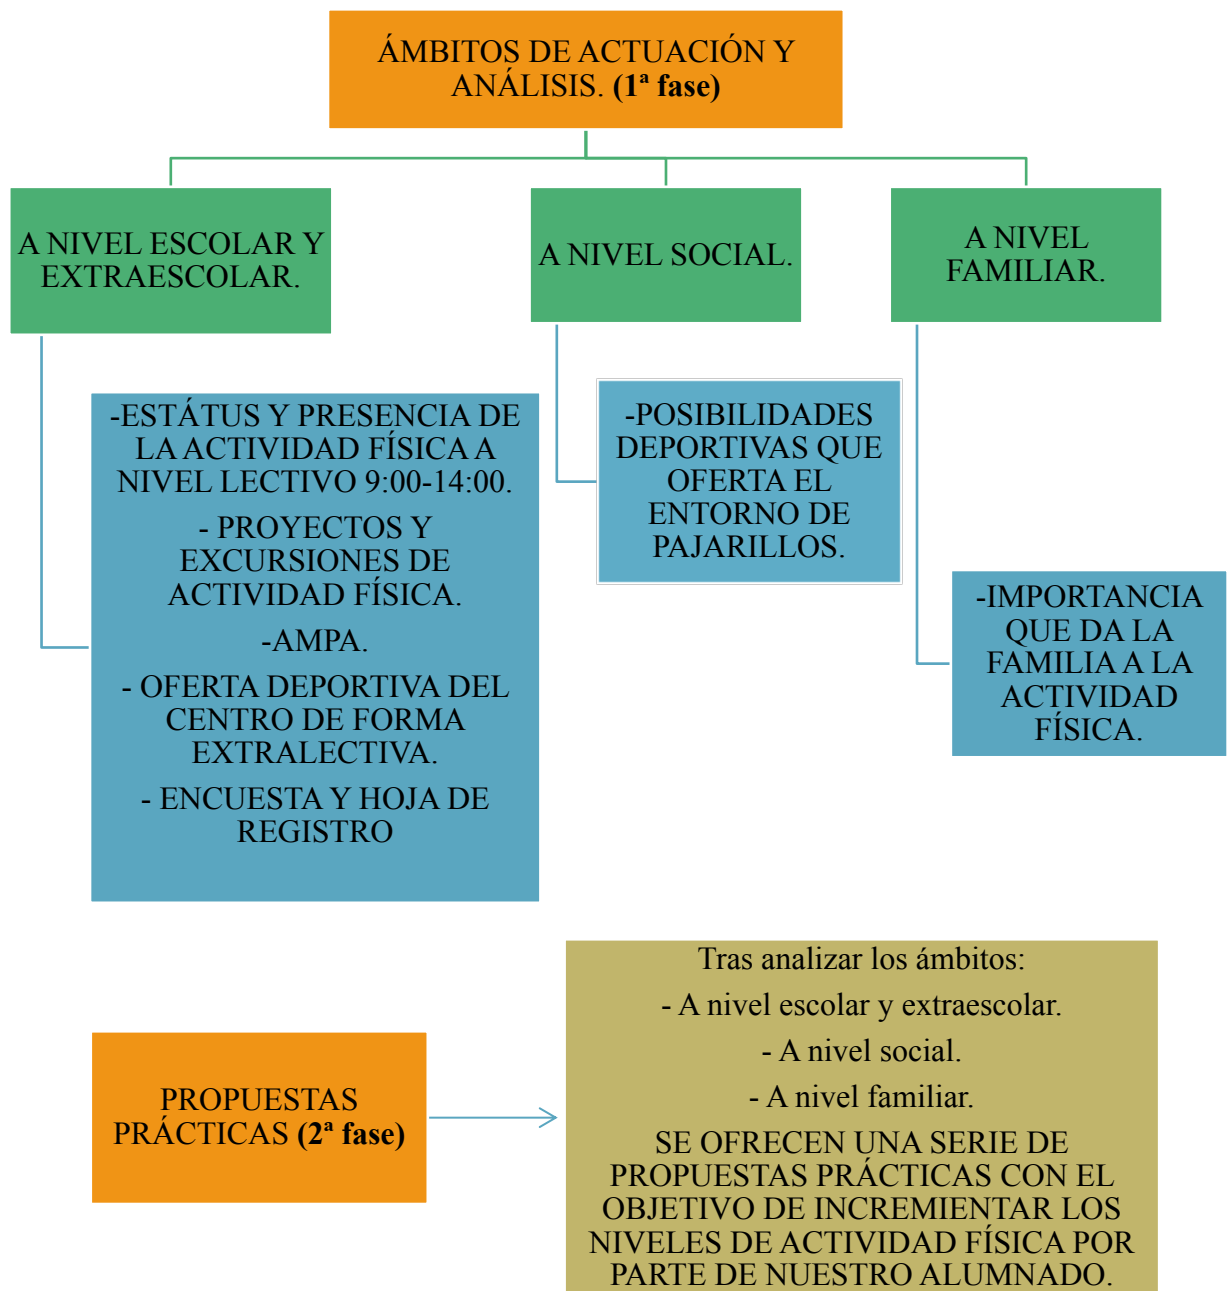 ÁMBITOS DE ACTUACIÓN Y
ANÁLISIS. (1ª fase)
A NIVEL ESCOLAR Y
EXTRAESCOLAR.
A NIVEL SOCIAL.
A NIVEL
FAMILIAR.
-ESTÁTUS Y PRESENCIA DE
LA ACTIVIDAD FÍSICA A
NIVEL LECTIVO 9:00-14:00.
- PROYECTOS Y
EXCURSIONES DE
ACTIVIDAD FÍSICA.
-AMPA.
- OFERTA DEPORTIVA DEL
CENTRO DE FORMA
EXTRALECTIVA.
- ENCUESTA Y HOJA DE
REGISTRO
-POSIBILIDADES
DEPORTIVAS QUE
OFERTA EL
ENTORNO DE
PAJARILLOS.
-IMPORTANCIA
QUE DA LA
FAMILIA A LA
ACTIVIDAD
FÍSICA.
PROPUESTAS
PRÁCTICAS (2ª fase)
Tras analizar los ámbitos:
- A nivel escolar y extraescolar.
- A nivel social.
- A nivel familiar.
SE OFRECEN UNA SERIE DE
PROPUESTAS PRÁCTICAS CON EL
OBJETIVO DE INCREMIENTAR LOS
NIVELES DE ACTIVIDAD FÍSICA POR
PARTE DE NUESTRO ALUMNADO.